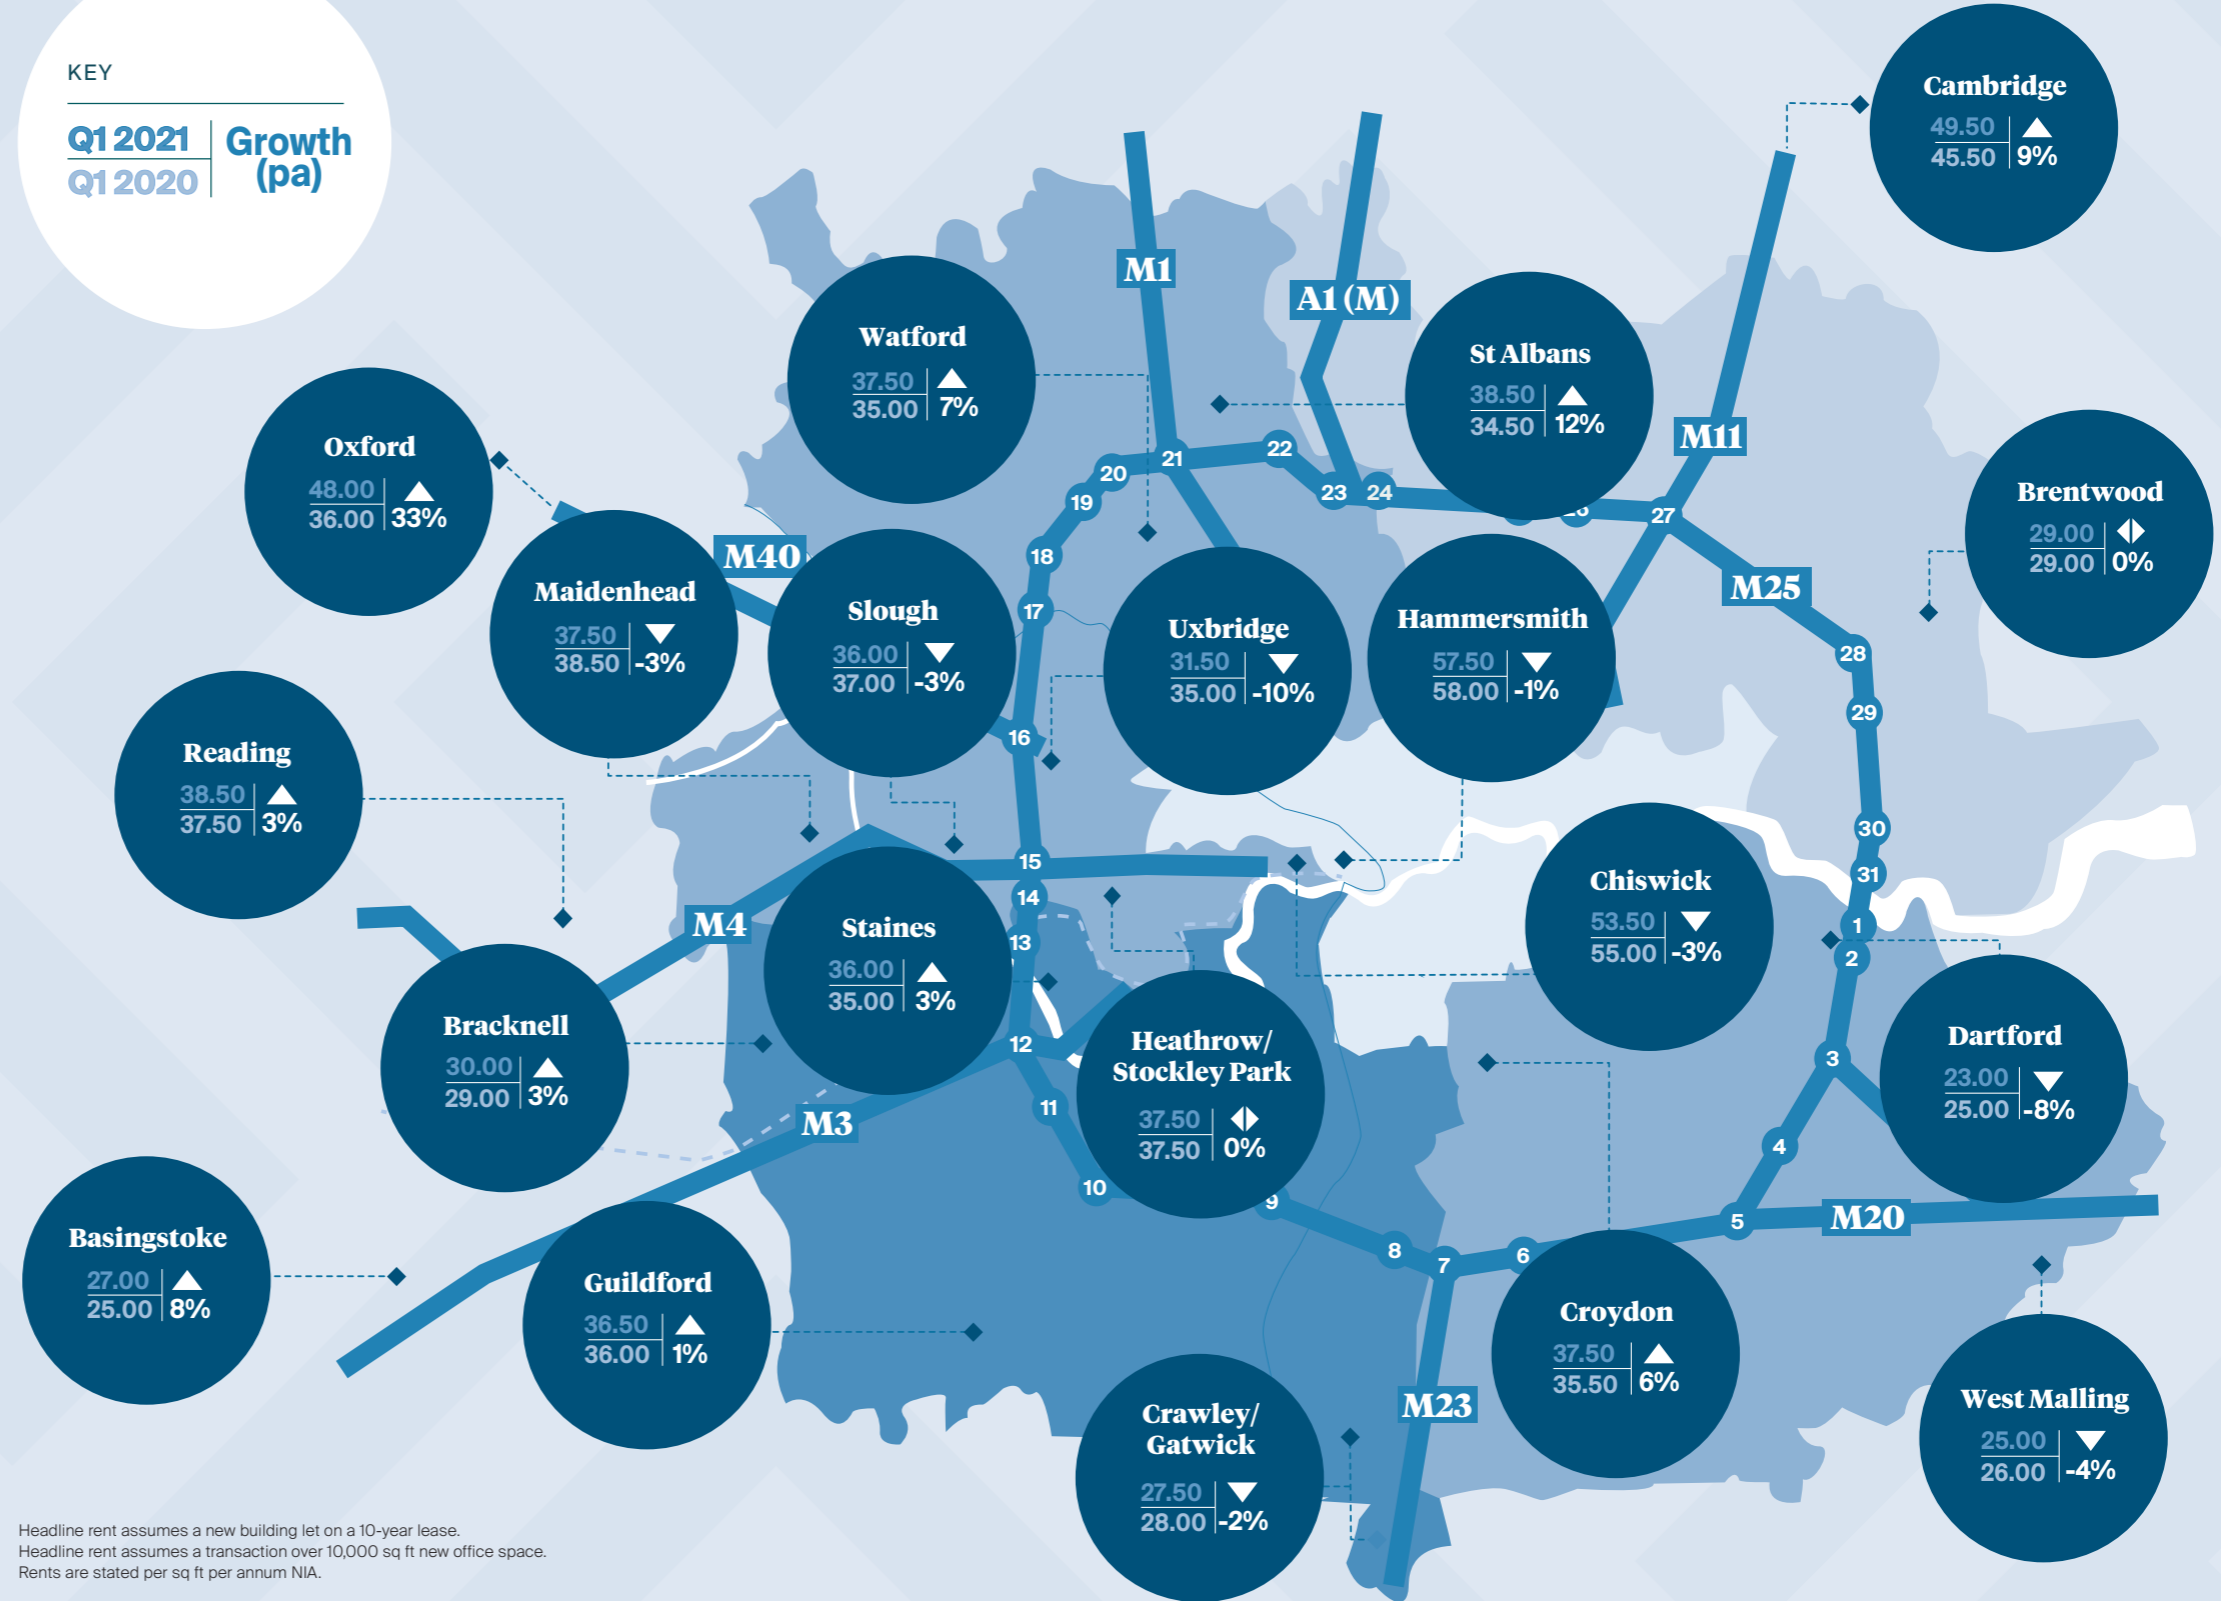 KEY
Q1 2021
Q1 2020
Growth
(pa)
Cambridge
49.50
45.50
9%
M1
A1 (M)
Watford
37.50
35.00
7%
St Albans
38.50
34.50
12%
M11
Oxford
48.00
36.00
33%
Brentwood
29.00
29.00
0%
M40
M25
Maidenhead
37.50
38.50
-3%
Slough
36.00
37.00
-3%
Uxbridge
31.50
35.00
-10%
Hammersmith
57.50
58.00
-1%
Reading
38.50
37.50
3%
Chiswick
53.50
55.00
-3%
M4
Staines
36.00
35.00
3%
Bracknell
30.00
29.00
3%
Heathrow/
Stockley Park
37.50
37.50
0%
Dartford
23.00
25.00
-8%
M3
M20
Basingstoke
27.00
25.00
8%
Guildford
36.50
36.00
1%
Croydon
37.50
35.50
6%
M23
Crawley/
Gatwick
27.50
28.00
-2%
West Malling
25.00
26.00
-4%
22
21
20
19
23
24
27
18
17
16
15
14
13
12
11
10
9
8
7
6
5
4
3
2
1
31
30
29
28
Headline rent assumes a new building let on a 10-year lease.
Headline rent assumes a transaction over 10,000 sq ft new office space.
Rents are stated per sq ft per annum NIA.